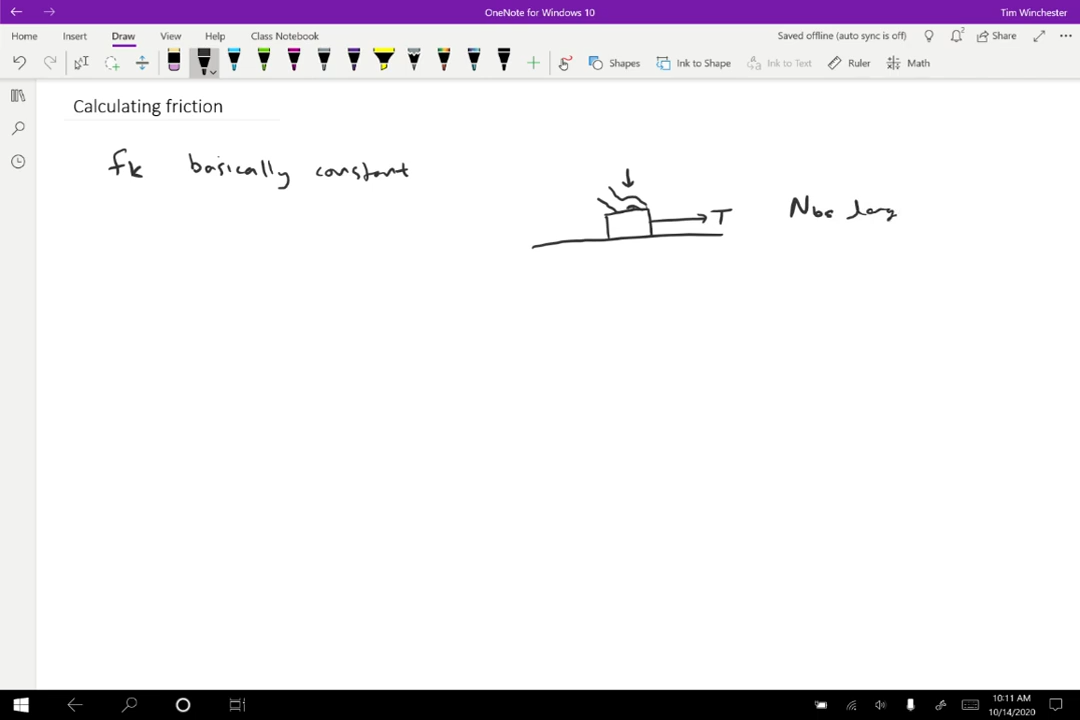 OneNote for Windows 10
Tim Winchester
Home Insert Draw View Help Class Notebook
Saved offline (auto sync is off) Share
Shapes Ink to Shape Ink to Text Ruler Math
Calculating friction
fk basically constant
T
Nbs larg
10:11 AM
10/14/2020